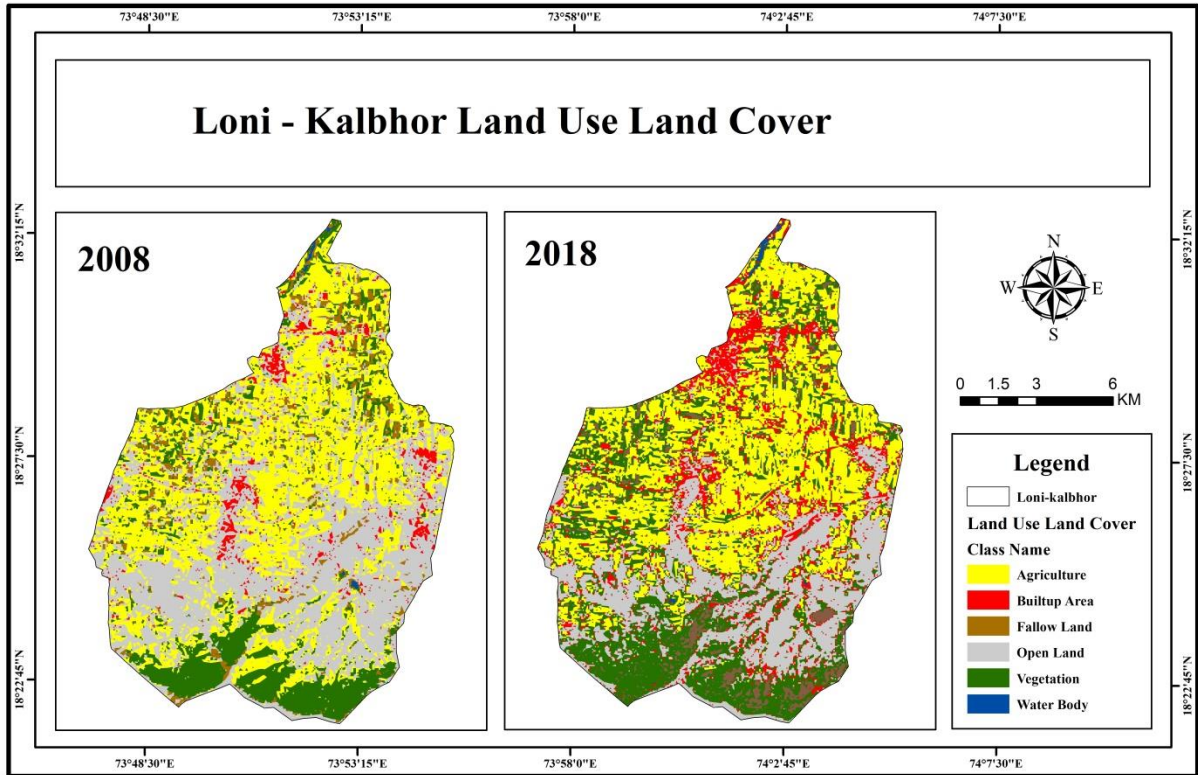 73°48'30"E 73°53'15"E 73°58'0"E 74°2'45"E 74°7'30"E
Loni - Kalbhor Land Use Land Cover
18°32'15"N
18°32'15"N
2008
2018
N
W E
S
0 1.5 3 6
KM
18°27'30"N
18°27'30"N
Legend
Loni-kalbhor
Land Use Land Cover
Class Name
Agriculture
Builtup Area
Fallow Land
Open Land
Vegetation
Water Body
18°22'45"N
18°22'45"N
73°48'30"E 73°53'15"E 73°58'0"E 74°2'45"E 74°7'30"E